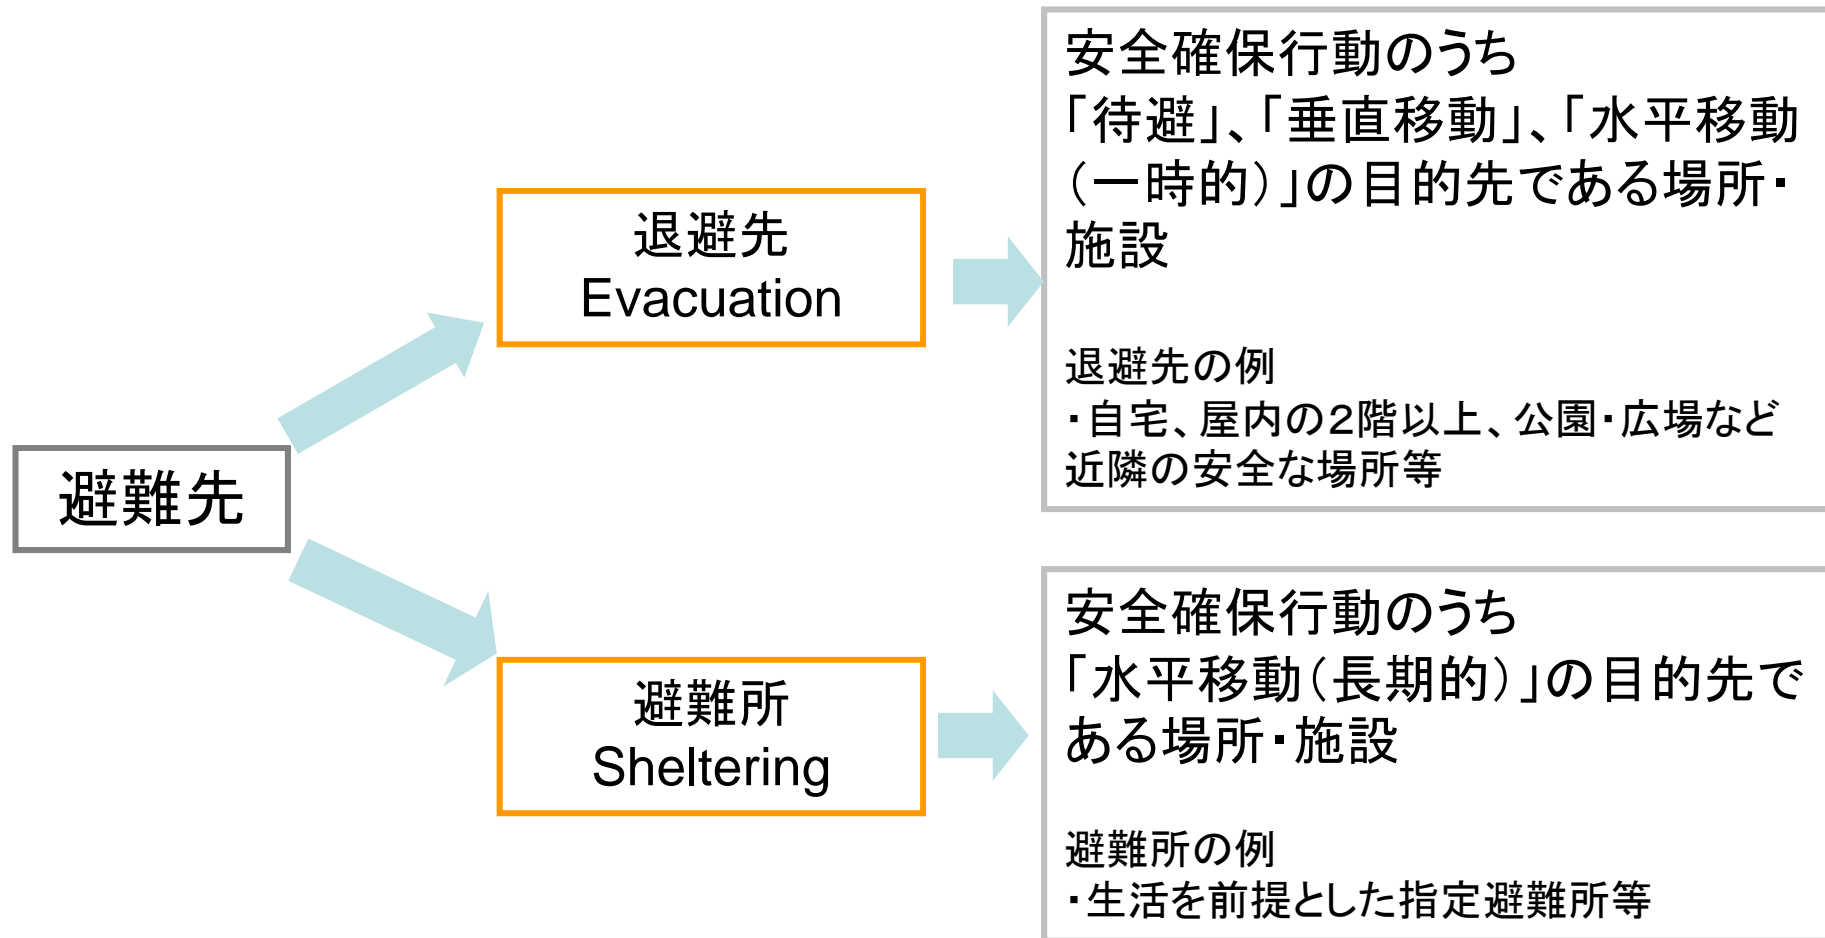 避難先
退避先
Evacuation
安全確保行動のうち
「待避」、「垂直移動」、「水平移動
（一時的）」の目的先である場所・
施設
退避先の例
・自宅、屋内の２階以上、公園・広場など
近隣の安全な場所等
避難所
Sheltering
安全確保行動のうち
「水平移動（長期的）」の目的先で
ある場所・施設
避難所の例
・生活を前提とした指定避難所等